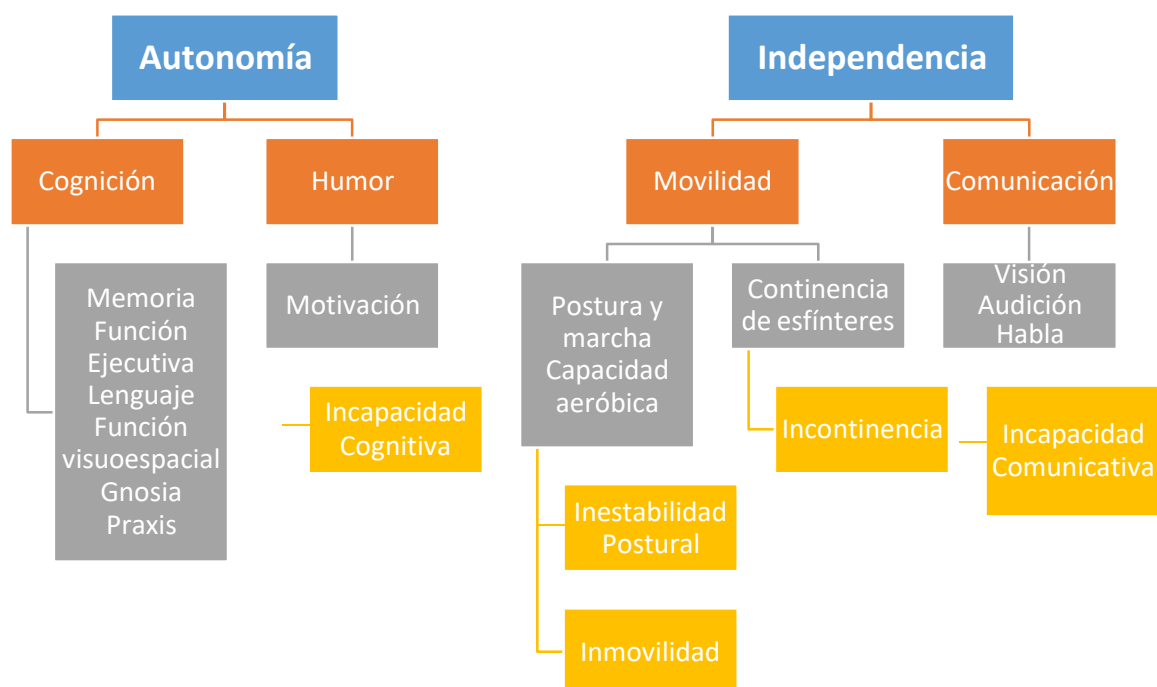 Autonomía
Independencia
Cognición
Humor
Movilidad
Comunicación
Memoria
Función
Ejecutiva
Lenguaje
Función
visuoespacial
Gnosia
Praxis
Motivación
Incapacidad
Cognitiva
Postura y
marcha
Capacidad
aeróbica
Continencia
de esfínteres
Visión
Audición
Habla
Incontinencia
Incapacidad
Comunicativa
Inestabilidad
Postural
Inmovilidad